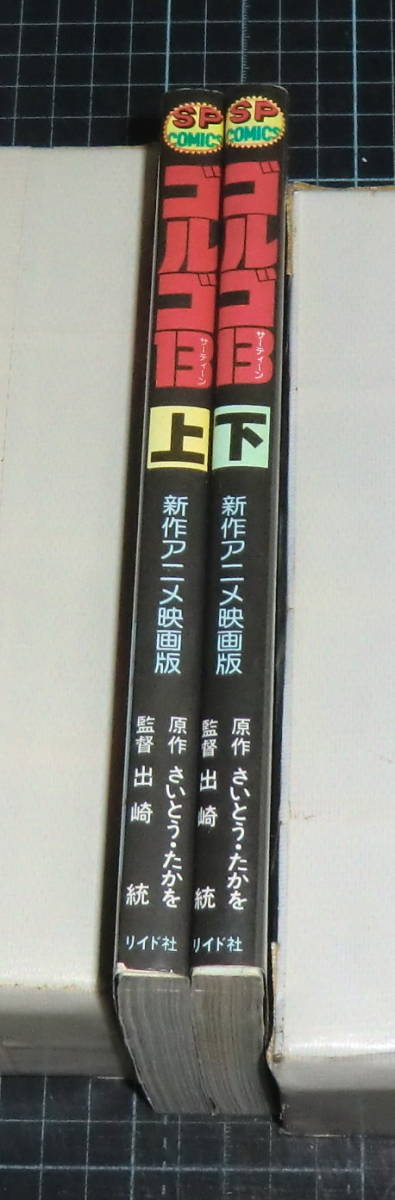 SP
COMICS
ゴルゴ13
サーティーン
上
新作アニメ映画版
原作 さいとう・たかを
監督 出崎 統
リイド社
SP
COMICS
ゴルゴ13
サーティーン
下
新作アニメ映画版
原作 さいとう・たかを
監督 出崎 統
リイド社